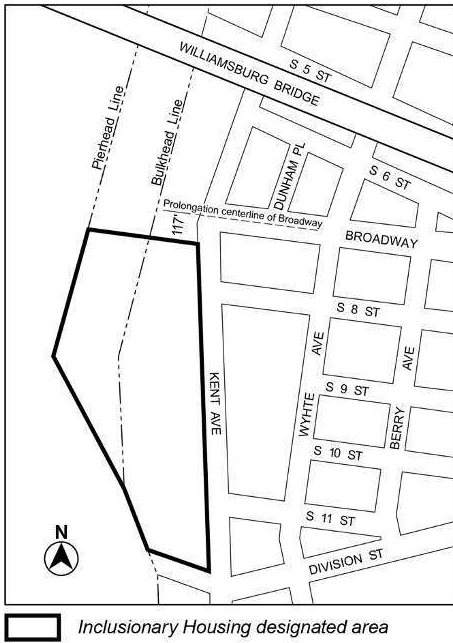 S 5 ST
WILLIAMSBURG BRIDGE
Pierhead Line
Bulkhead Line
DUNHAM PL
S 6 ST
Prolongation centerline of Broadway
117'
BROADWAY
S 8 ST
KENT AVE
WYHTE AVE
BERRY AVE
S 9 ST
S 10 ST
S 11 ST
DIVISION ST
N
Inclusionary Housing designated area